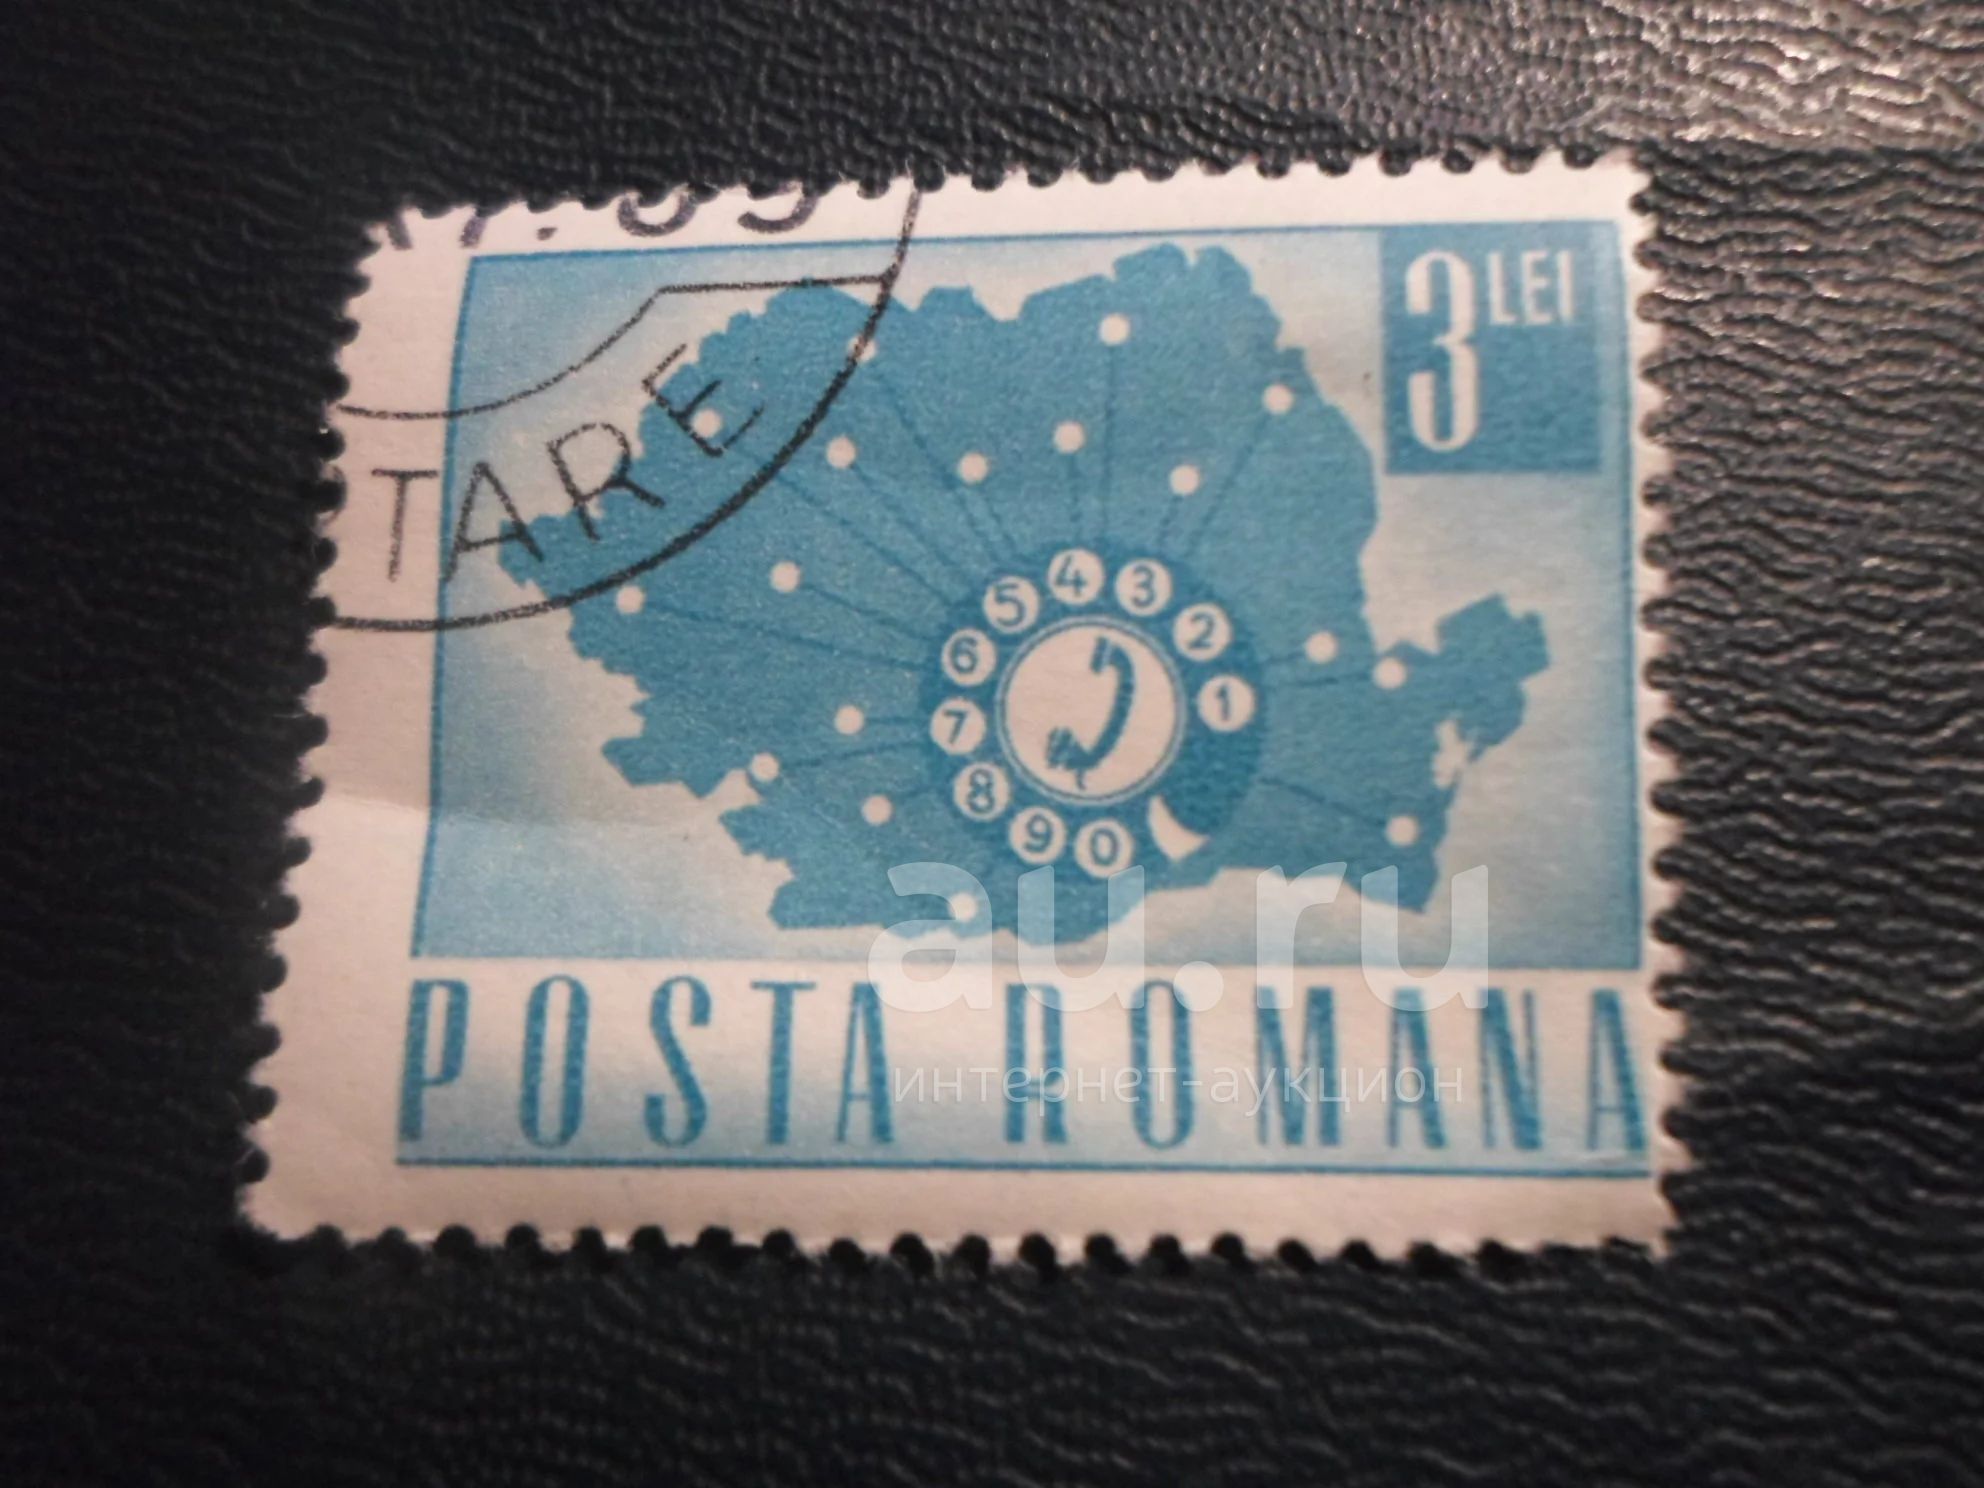 3 LEI
TARE
4
5 3
6 2
7 1
8
9 0
POSTA ROMANA
au.ru
интернет-аукцион